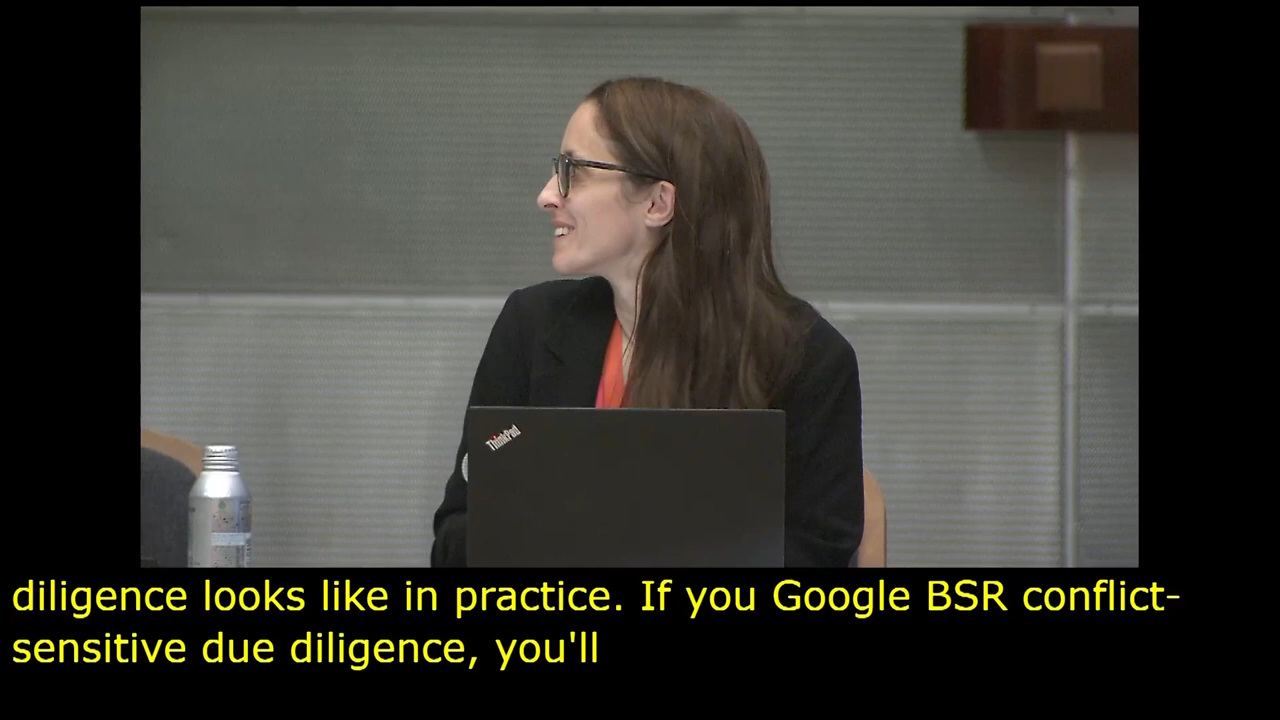 ThinkPad
diligence looks like in practice. If you Google BSR conflict-
sensitive due diligence, you'll